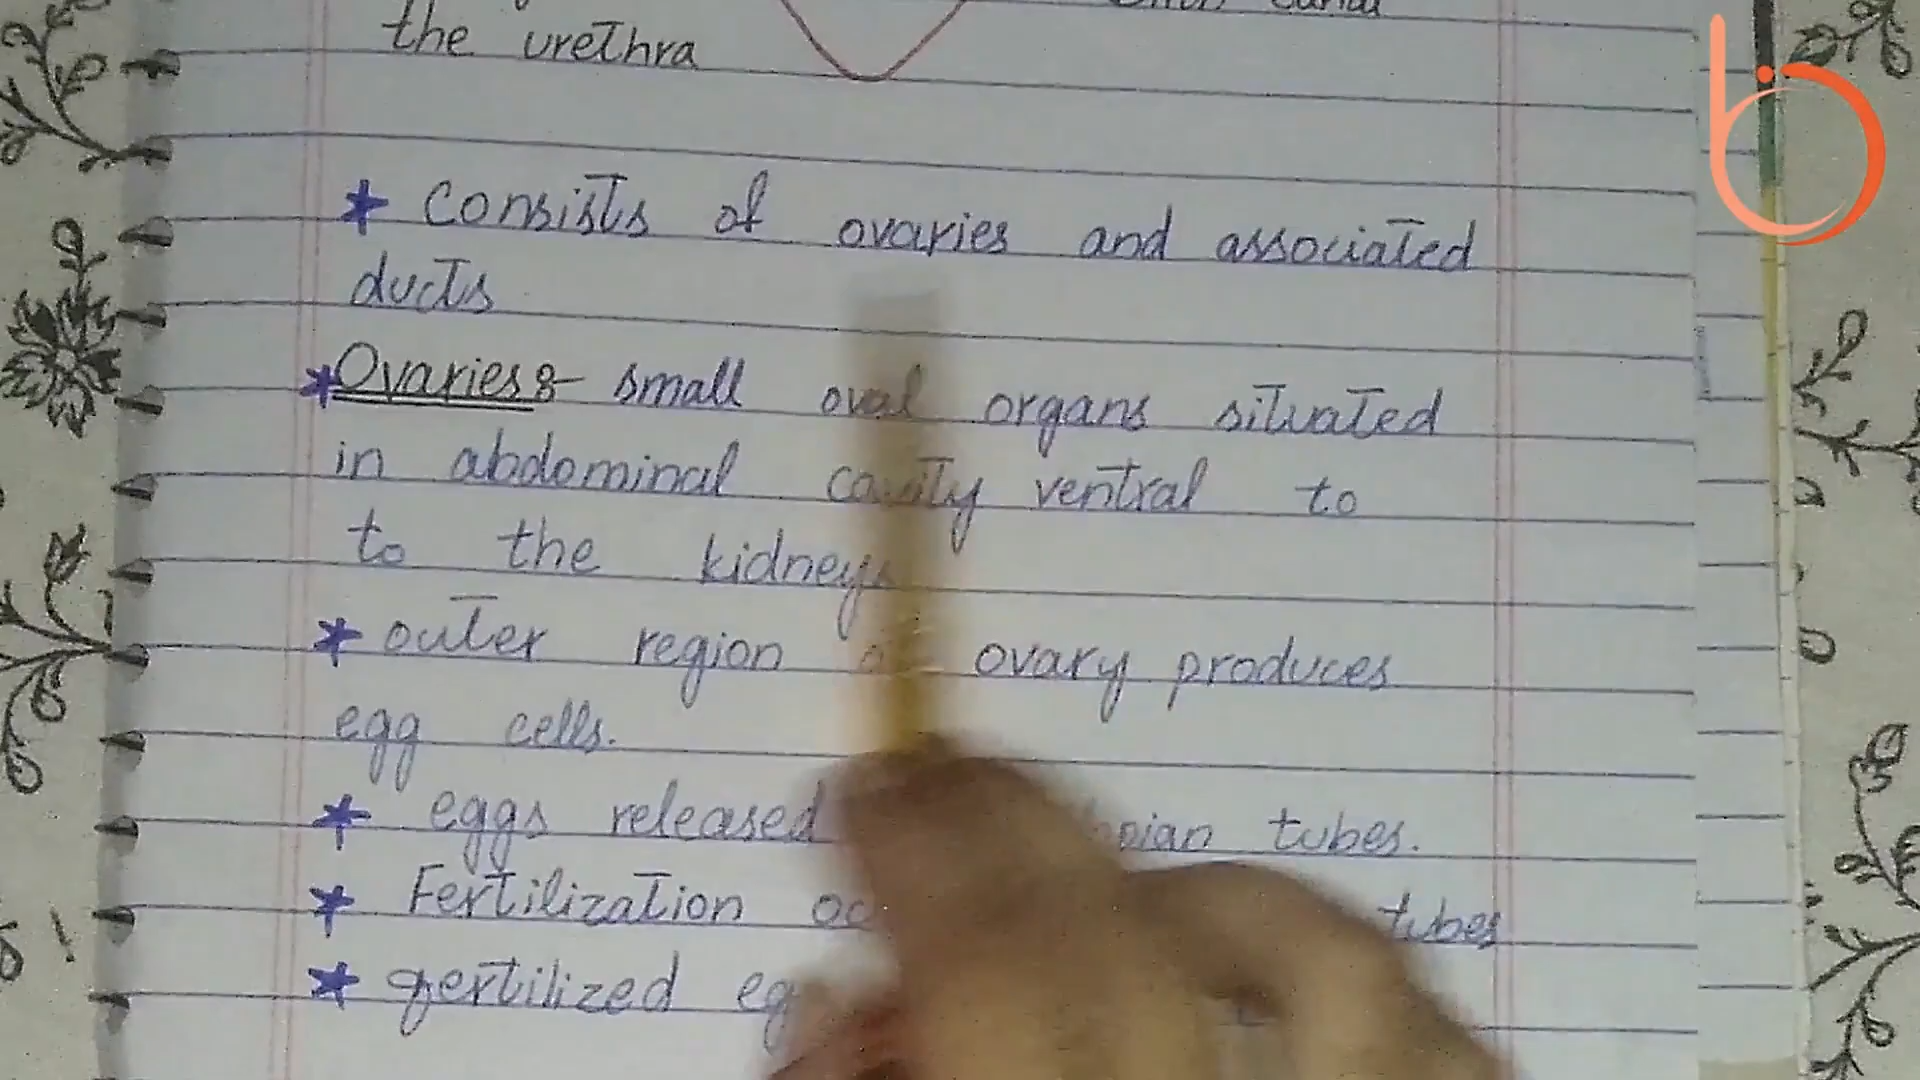 the urethra
canal
* Consists of ovaries and associated
ducts
* Ovaries :- small oval organs situated
in abdominal cavity ventral to
to the kidneys
* outer region ovary produces
egg cells.
* eggs released tubes.
* Fertilization tubes
* fertilized